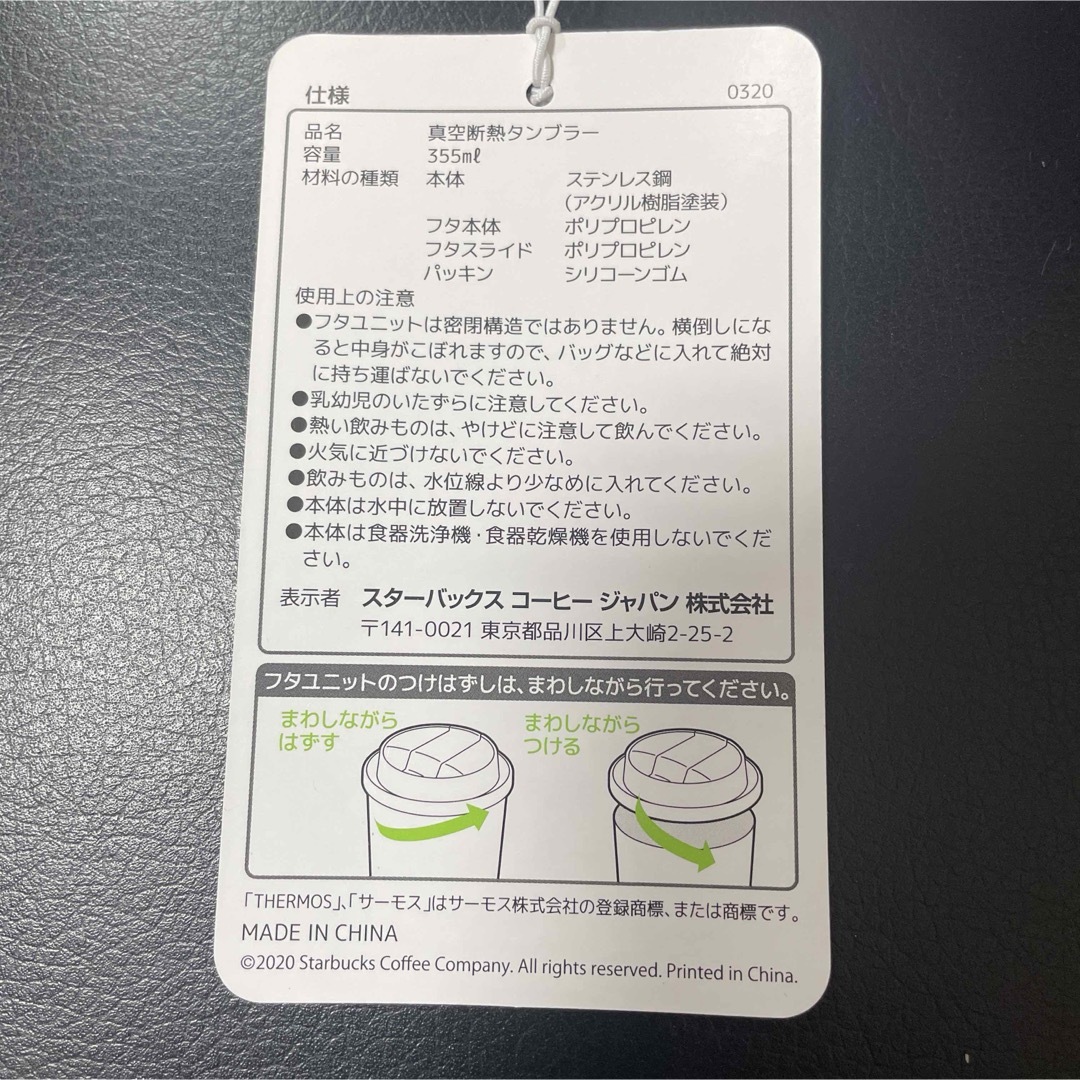 仕様 0320
品名 真空断熱タンブラー
容量 355㎖
材料の種類 本体 ステンレス鋼
(アクリル樹脂塗装)
フタ本体 ポリプロピレン
フタスライド ポリプロピレン
パッキン シリコーンゴム
使用上の注意
●フタユニットは密閉構造ではありません。横倒しにな
ると中身がこぼれますので、バッグなどに入れて絶対
に持ち運ばないでください。
●乳幼児のいたずらに注意してください。
●熱い飲みものは、やけどに注意して飲んでください。
●火気に近づけないでください。
●飲みものは、水位線より少なめに入れてください。
●本体は水中に放置しないでください。
●本体は食器洗浄機・食器乾燥機を使用しないでくだ
さい。
表示者 スターバックス コーヒー ジャパン 株式会社
〒141-0021 東京都品川区上大崎2-25-2
フタユニットのつけはずしは、まわしながら行ってください。
まわしながら
はずす
まわしながら
つける
「THERMOS」、「サーモス」はサーモス株式会社の登録商標、または商標です。
MADE IN CHINA
©2020 Starbucks Coffee Company. All rights reserved. Printed in China.